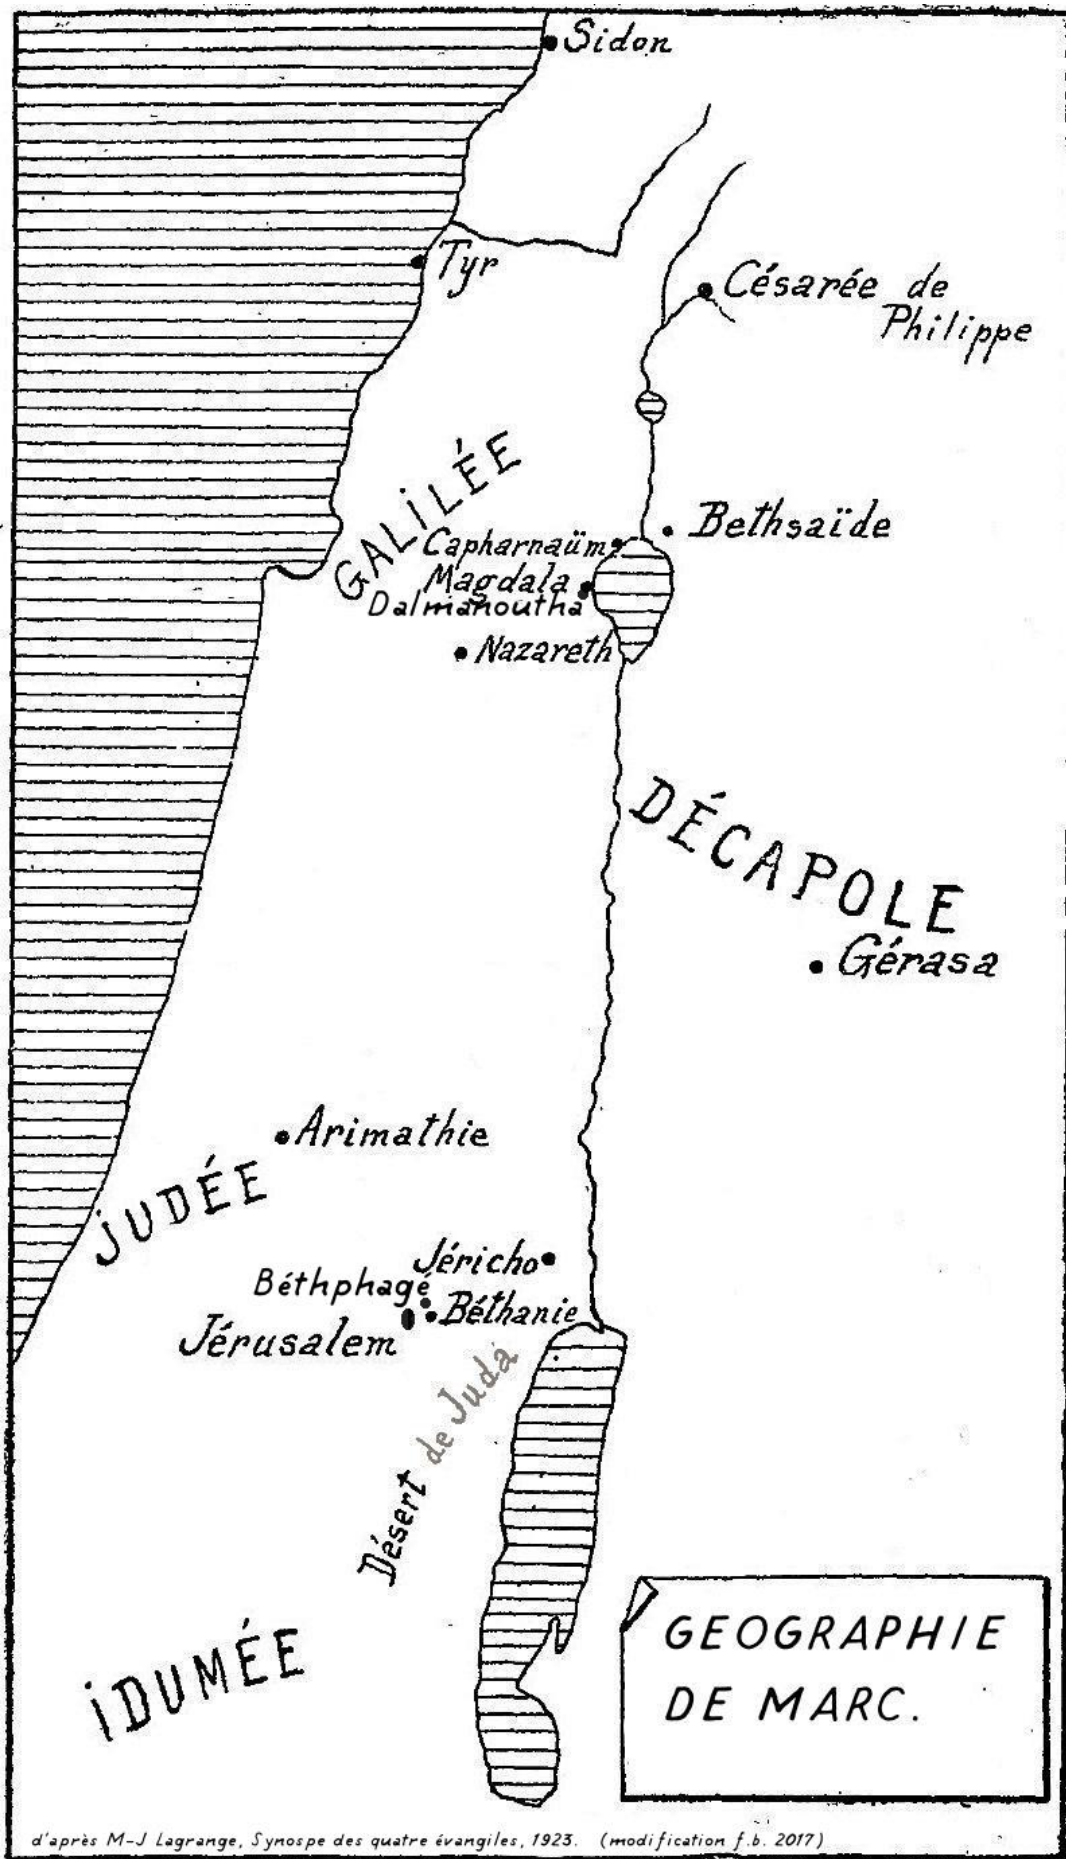 Sidon
Tyr
Césarée de
Philippe
GALILÉE
Bethsaïde
Capharnaüm
Magdala
Dalmanoutha
Nazareth
DÉCAPOLE
Gérasa
Arimathie
JUDÉE
Jéricho
Béthphagé
Béthanie
Jérusalem
Désert de Juda
IDUMÉE
GEOGRAPHIE
DE MARC.
d'après M-J Lagrange, Synospe des quatre évangiles, 1923. (modification f.b. 2017)